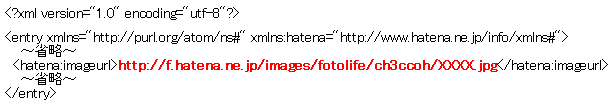 <?xml version="1.0" encoding="utf-8"?>
<entry xmlns="http://purl.org/atom/ns#" xmlns:hatena="http://www.hatena.ne.jp/info/xmlns#">
～省略～
<hatena:imageurl>http://f.hatena.ne.jp/images/fotolife/ch3ooh/XXXX.jpg</hatena:imageurl>
～省略～
</entry>